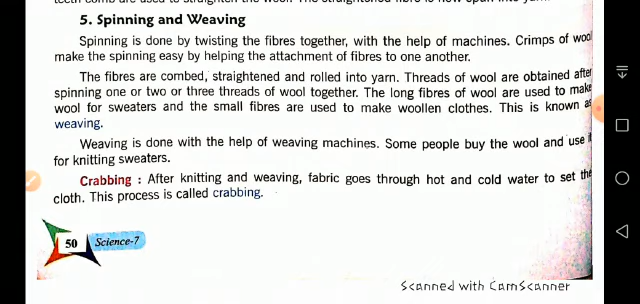 5. Spinning and Weaving
Spinning is done by twisting the fibres together, with the help of machines. Crimps of wool
make the spinning easy by helping the attachment of fibres to one another.
The fibres are combed, straightened and rolled into yarn. Threads of wool are obtained after
spinning one or two or three threads of wool together. The long fibres of wool are used to make
wool for sweaters and the small fibres are used to make woollen clothes. This is known as
weaving.
Weaving is done with the help of weaving machines. Some people buy the wool and use it
for knitting sweaters.
Crabbing : After knitting and weaving, fabric goes through hot and cold water to set the
cloth. This process is called crabbing.
50 Science-7
Scanned with CamScanner